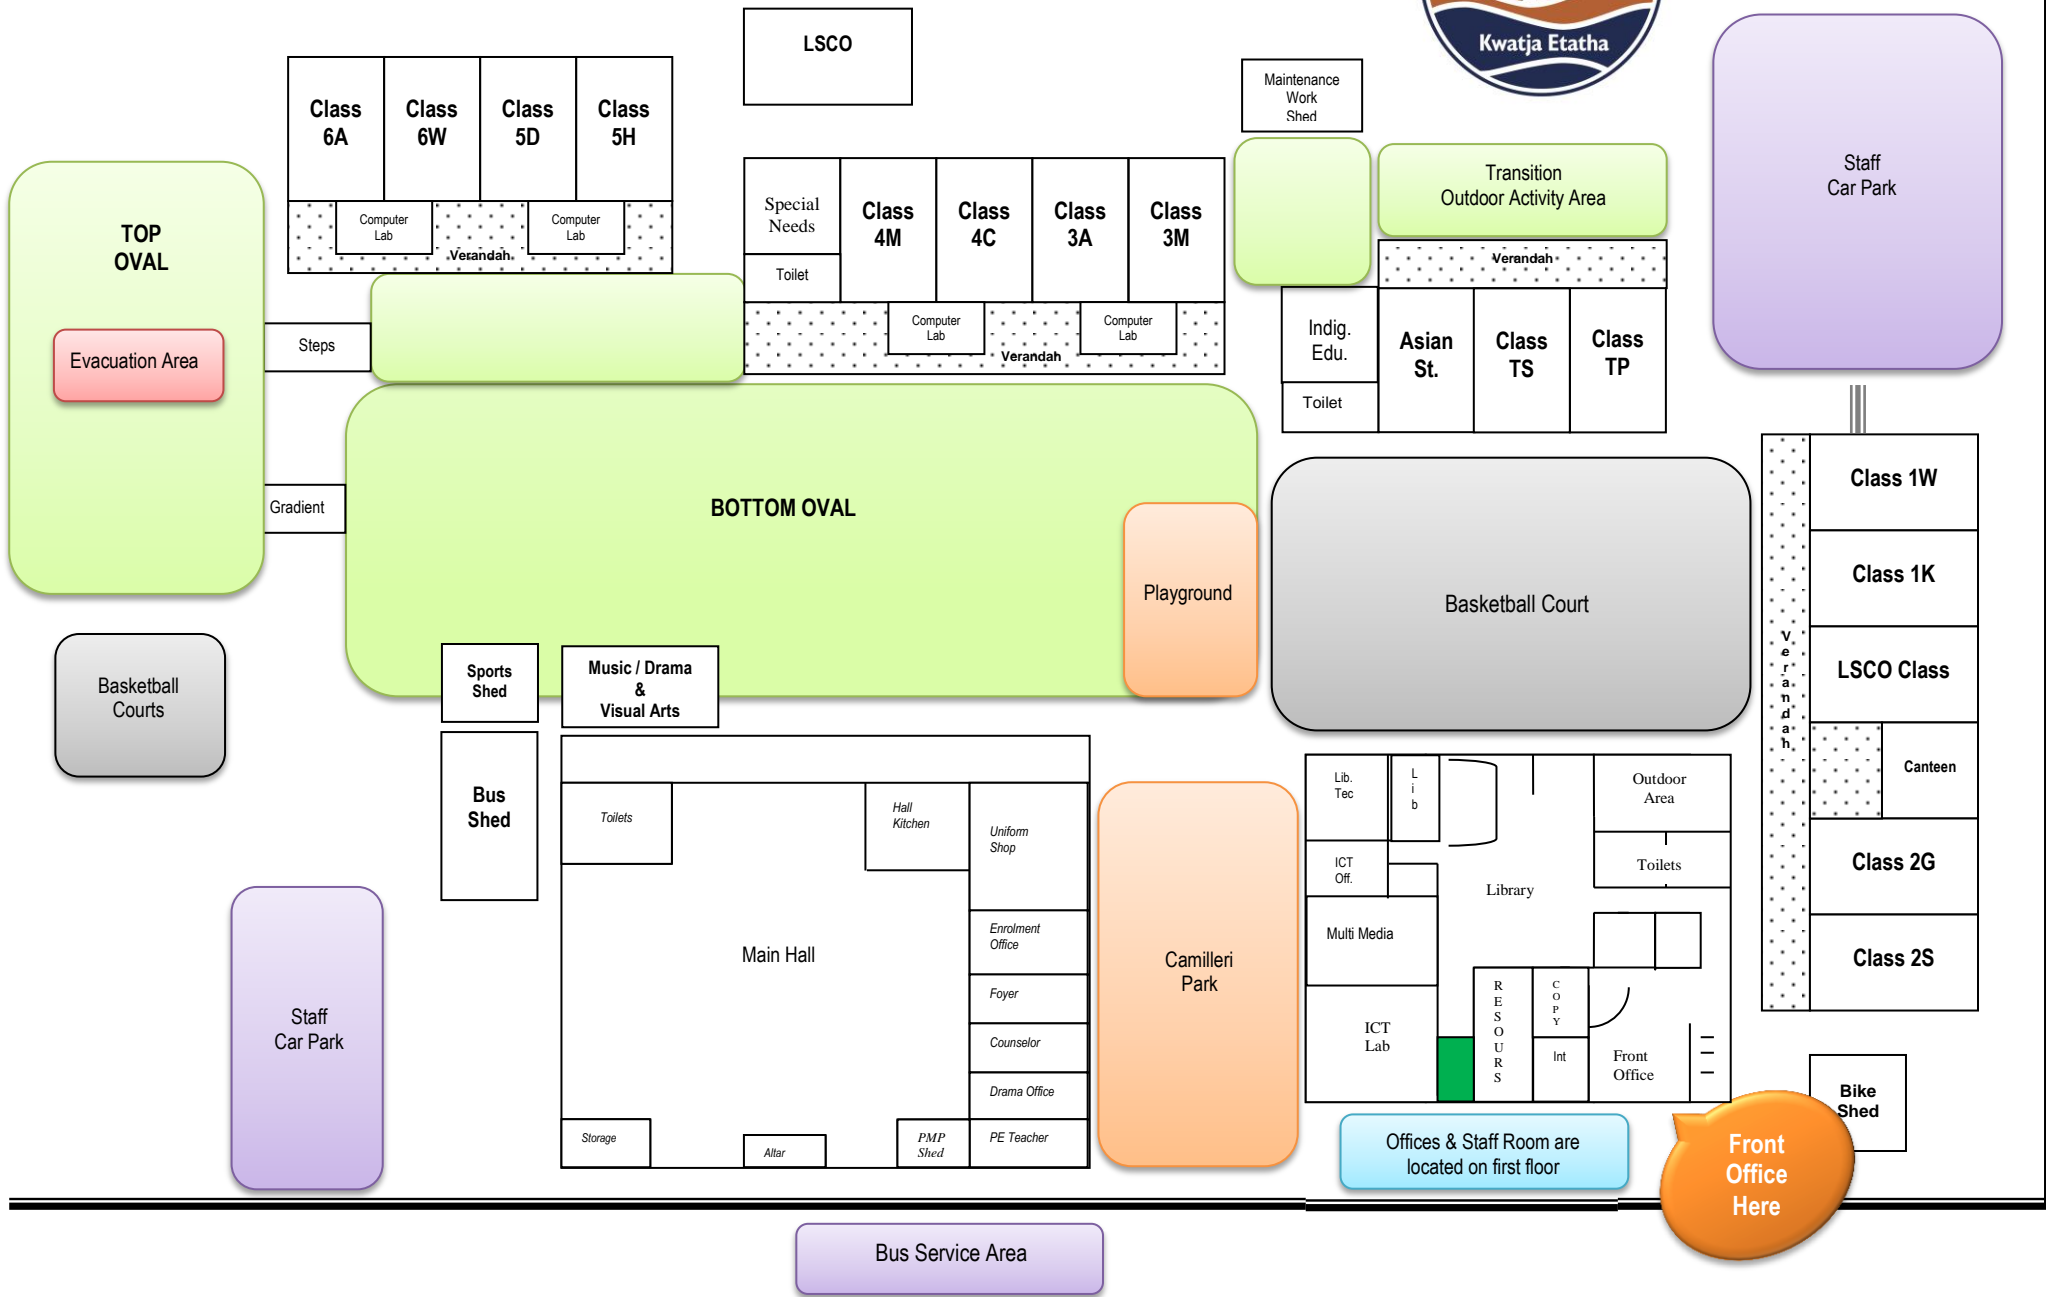 LSCO
Kwatja Etatha
Class
6A
Class
6W
Class
5D
Class
5H
Computer
Lab
Computer
Lab
Verandah
Maintenance
Work
Shed
Staff
Car Park
TOP
OVAL
Evacuation Area
Steps
Gradient
Special
Needs
Toilet
Class
4M
Class
4C
Class
3A
Class
3M
Computer
Lab
Computer
Lab
Verandah
Transition
Outdoor Activity Area
Verandah
Indig.
Edu.
Toilet
Asian
St.
Class
TS
Class
TP
BOTTOM OVAL
Playground
Basketball Court
Class 1W
Class 1K
LSCO Class
Canteen
Class 2G
Class 2S
Verandah
Basketball
Courts
Sports
Shed
Music / Drama
&
Visual Arts
Bus
Shed
Toilets
Hall
Kitchen
Uniform
Shop
Enrolment
Office
Foyer
Counselor
Drama Office
PE Teacher
PMP
Shed
Altar
Storage
Main Hall
Staff
Car Park
Camilleri
Park
Lib.
Tec
Lib
ICT
Off.
Multi Media
ICT
Lab
Library
Outdoor
Area
Toilets
RESOURS
COPY
Int
Front
Office
Offices & Staff Room are
located on first floor
Bike
Shed
Front
Office
Here
Bus Service Area